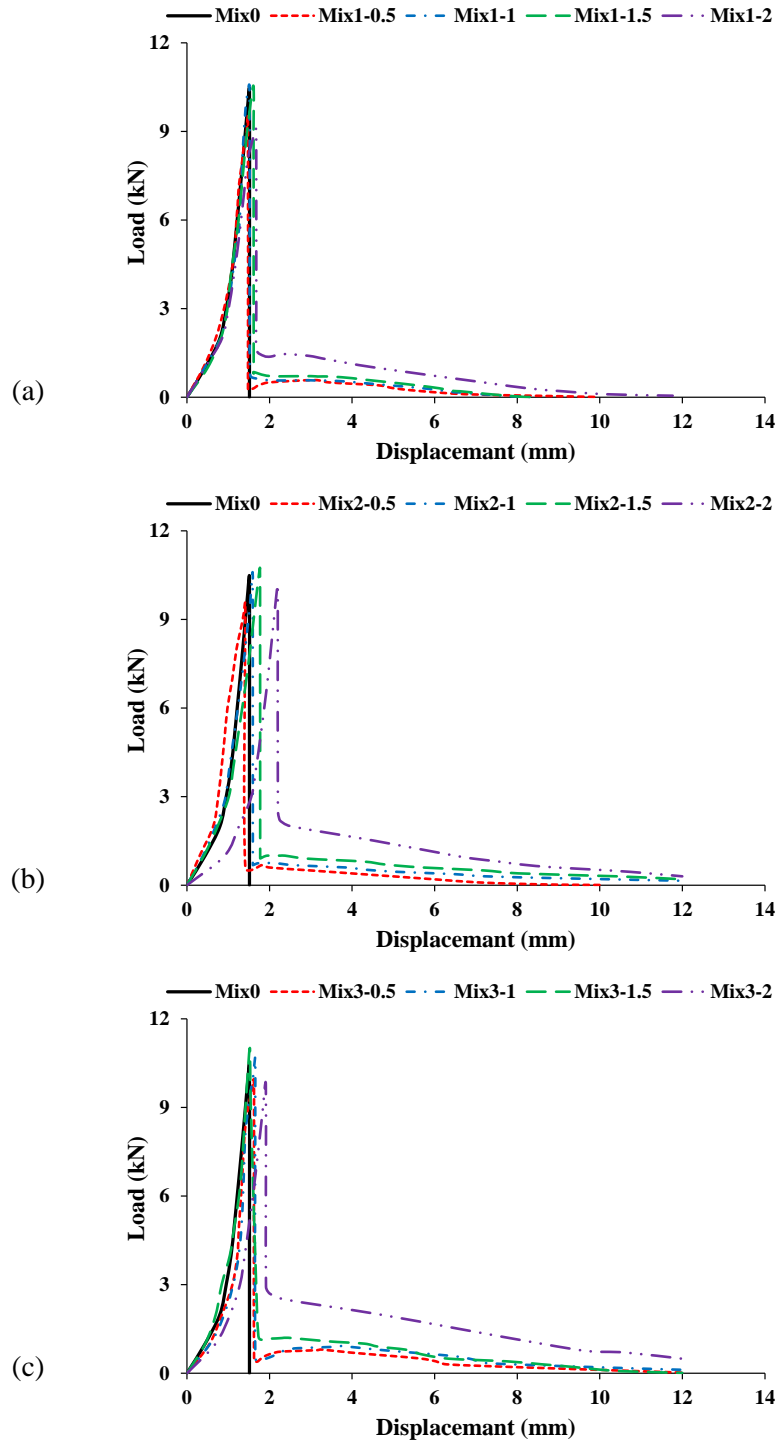 Mix0 Mix1-0.5 Mix1-1 Mix1-1.5 Mix1-2
12
9
6
3
0
Load (kN)
0 2 4 6 8 10 12 14
Displacemant (mm)
(a)
Mix0 Mix2-0.5 Mix2-1 Mix2-1.5 Mix2-2
12
9
6
3
0
Load (kN)
0 2 4 6 8 10 12 14
Displacemant (mm)
(b)
Mix0 Mix3-0.5 Mix3-1 Mix3-1.5 Mix3-2
12
9
6
3
0
Load (kN)
0 2 4 6 8 10 12 14
Displacemant (mm)
(c)